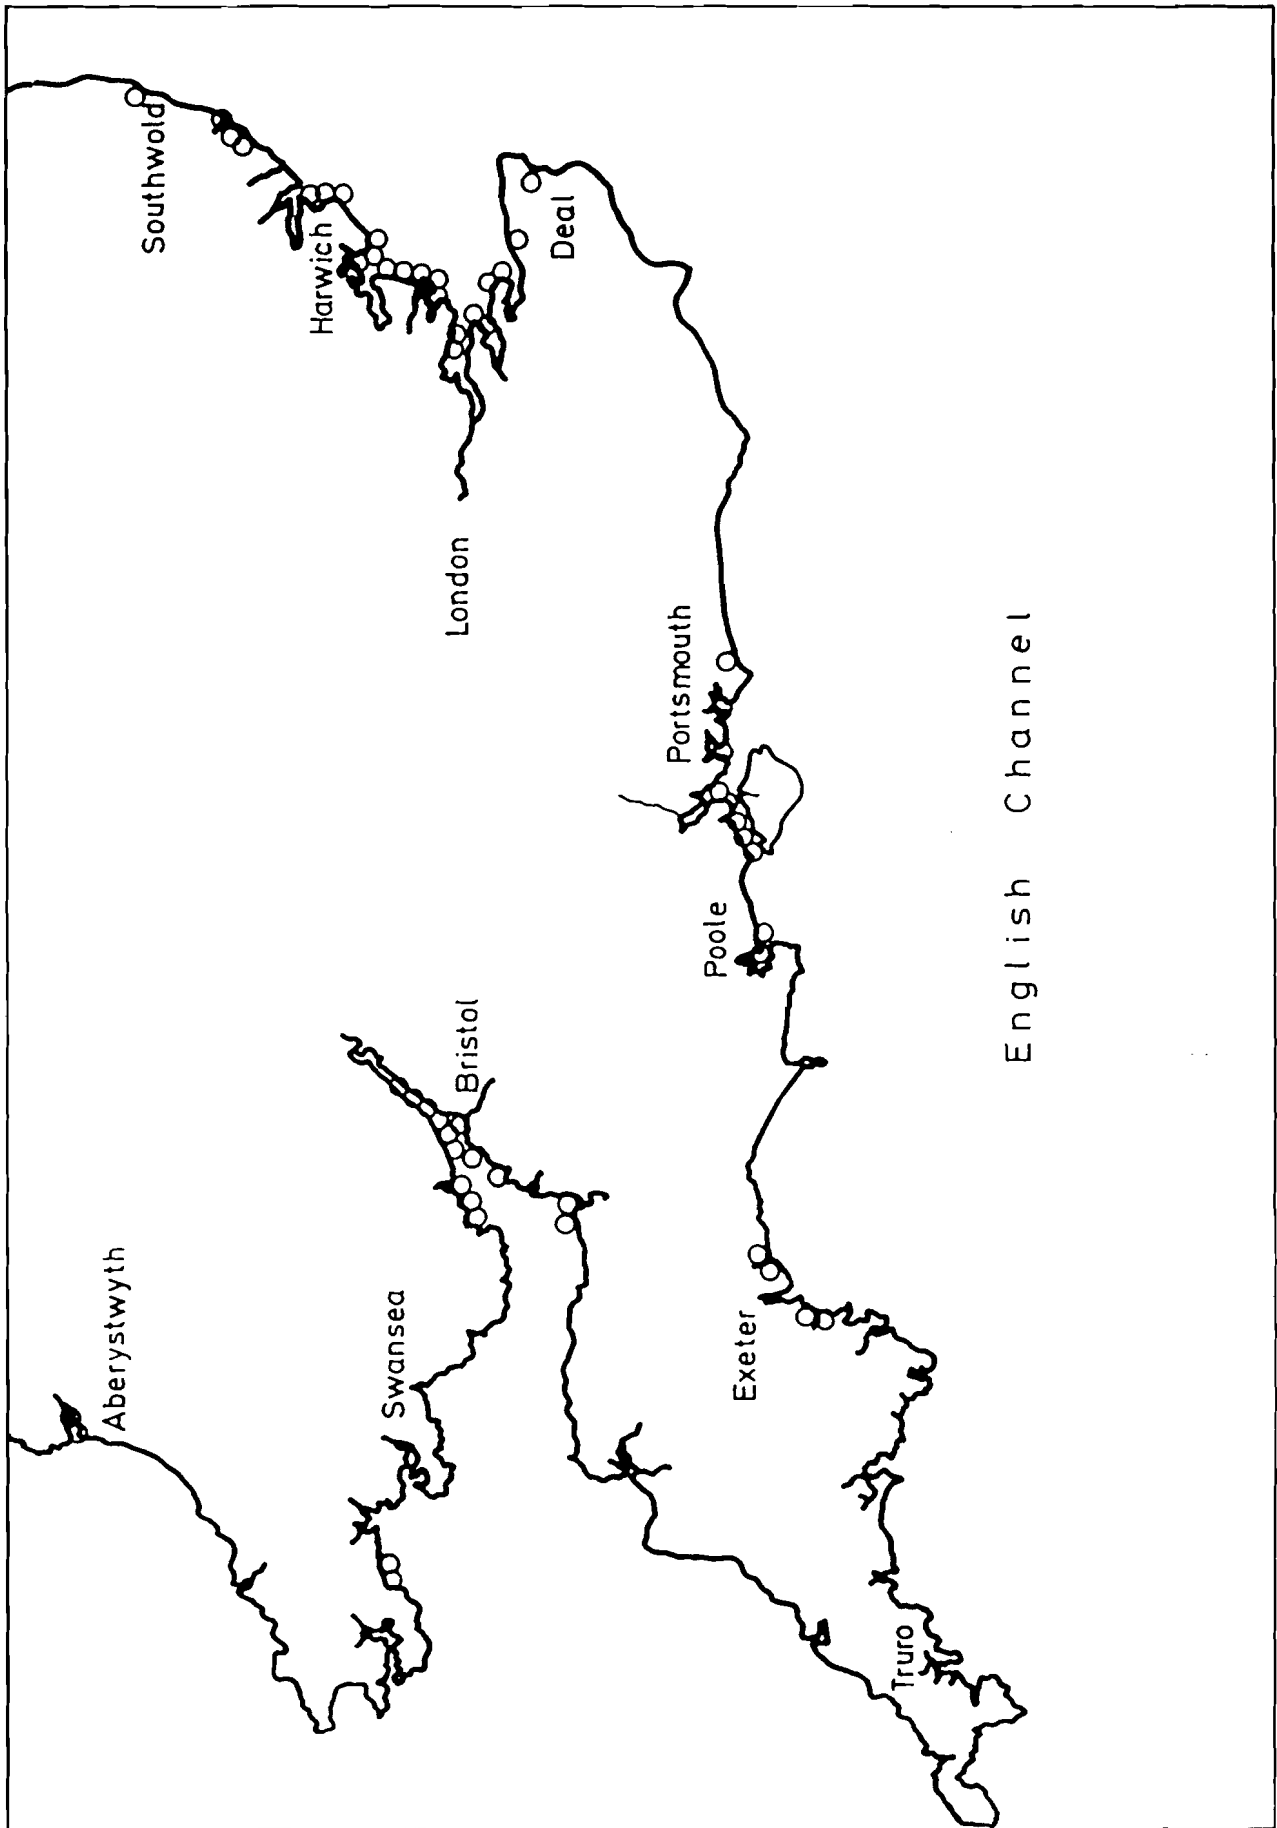 Southwold
Harwich
Deal
London
Portsmouth
Poole
Bristol
Aberystwyth
Swansea
Exeter
Truro
English Channel